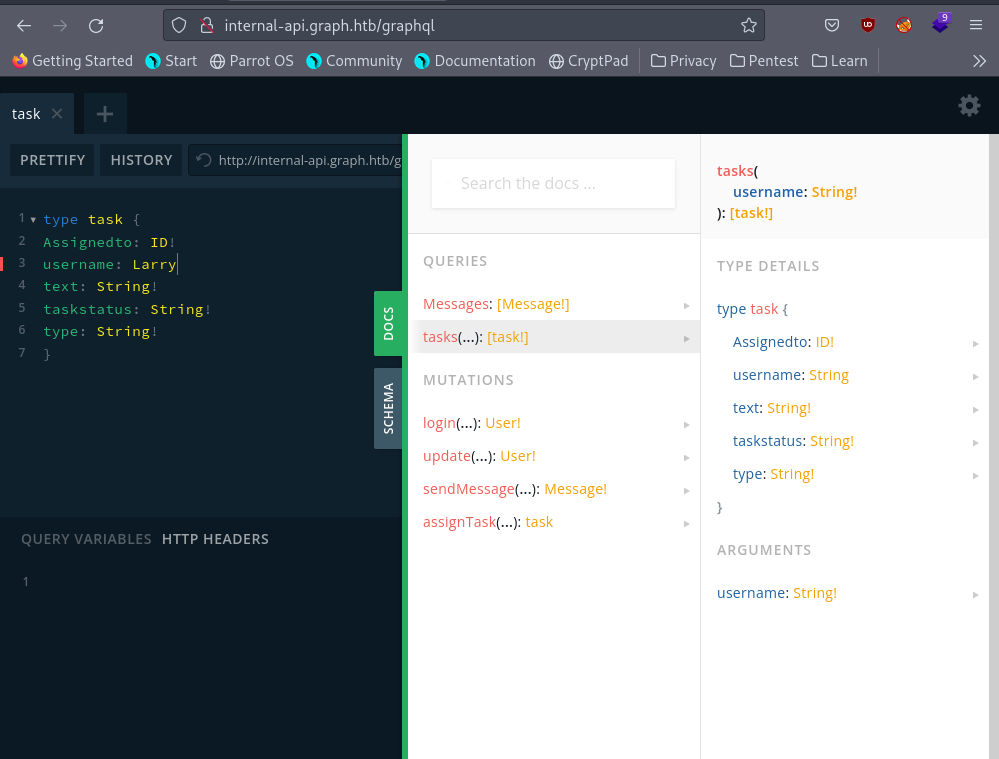 internal-api.graph.htb/graphql
9
Getting Started Start Parrot OS Community Documentation CryptPad Privacy Pentest Learn
task
PRETTIFY HISTORY http://internal-api.graph.htb/g
1 type task {
2 Assignedto: ID!
3 username: Larry
4 text: String!
5 taskstatus: String!
6 type: String!
7 }
QUERY VARIABLES HTTP HEADERS
1
DOCS
SCHEMA
Search the docs ...
QUERIES
Messages: [Message!]
tasks(...): [task!]
MUTATIONS
login(...): User!
update(...): User!
sendMessage(...): Message!
assignTask(...): task
tasks(
username: String!
): [task!]
TYPE DETAILS
type task {
Assignedto: ID!
username: String
text: String!
taskstatus: String!
type: String!
}
ARGUMENTS
username: String!